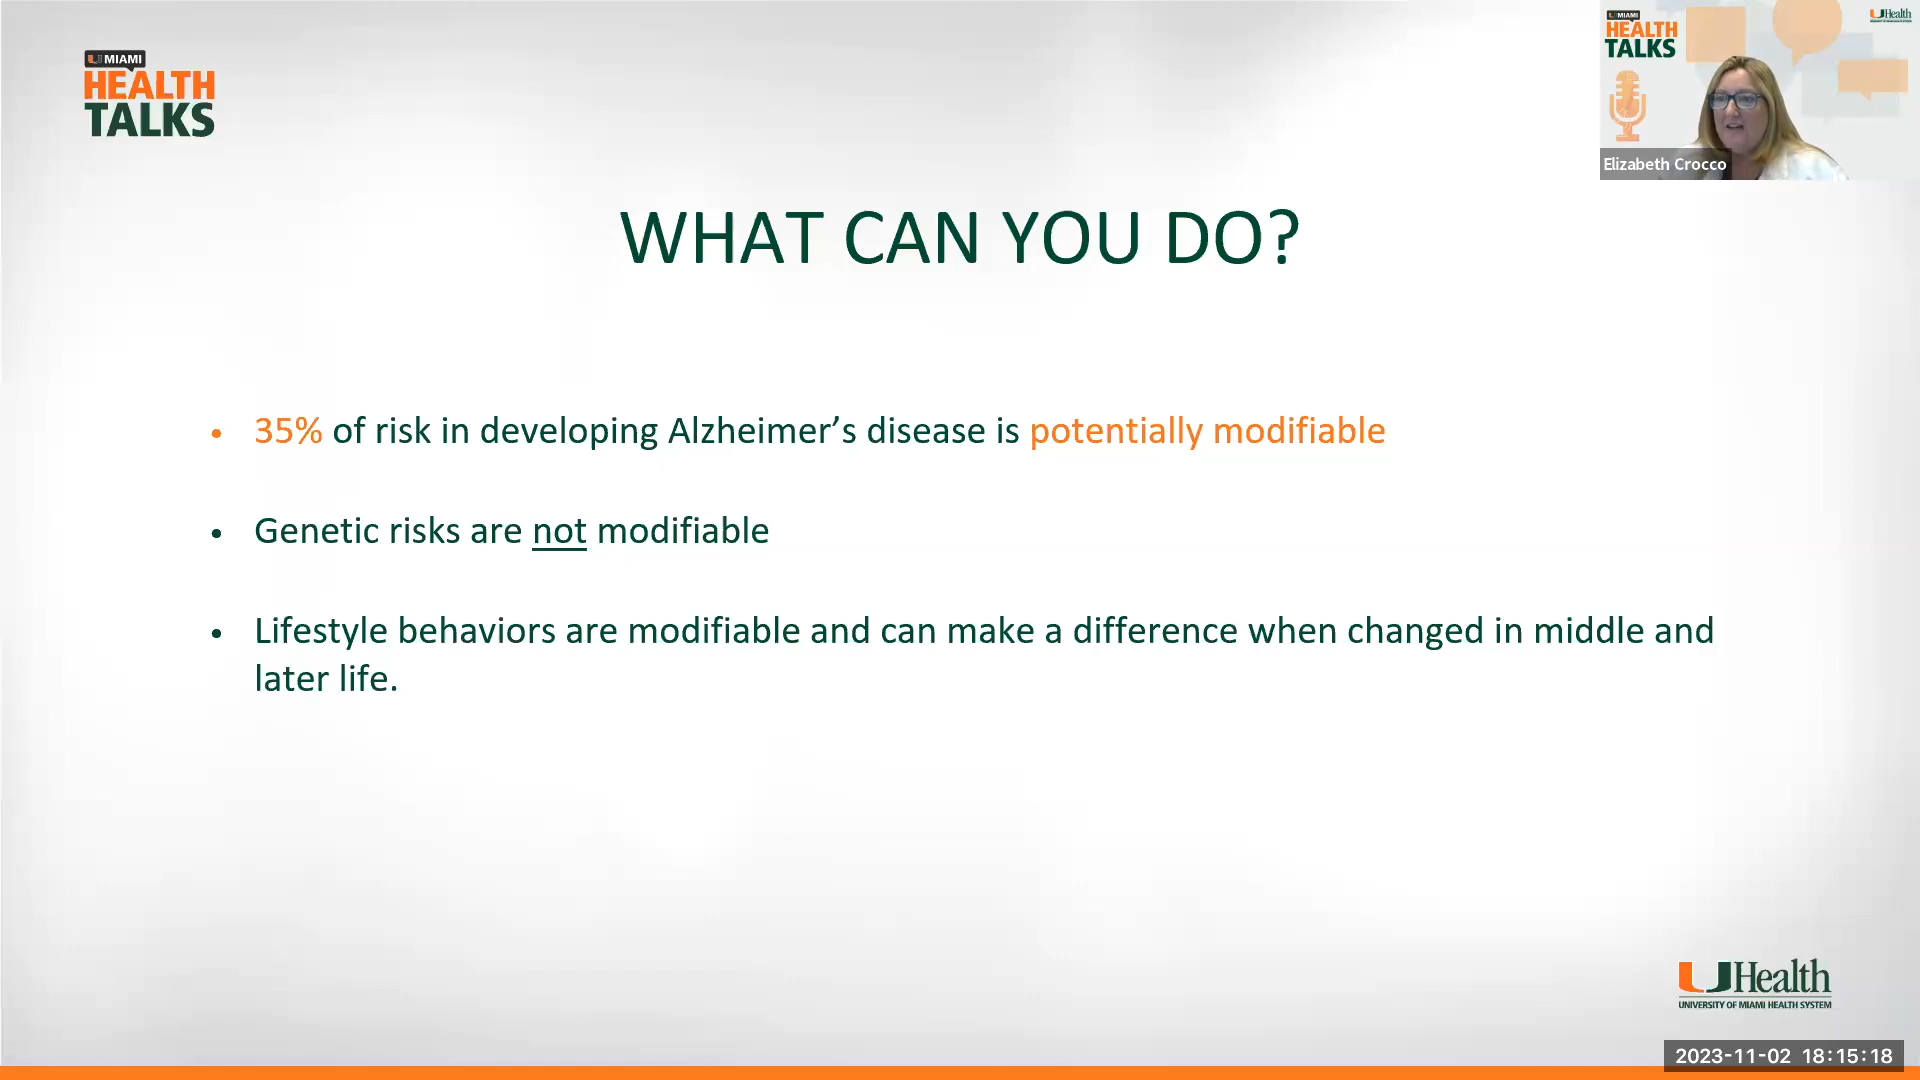 U MIAMI
HEALTH
TALKS
U MIAMI
HEALTH
TALKS
UHealth
Elizabeth Crocco
WHAT CAN YOU DO?
• 35% of risk in developing Alzheimer’s disease is potentially modifiable
• Genetic risks are not modifiable
• Lifestyle behaviors are modifiable and can make a difference when changed in middle and
later life.
UHealth
UNIVERSITY OF MIAMI HEALTH SYSTEM
2023-11-02 18:15:18